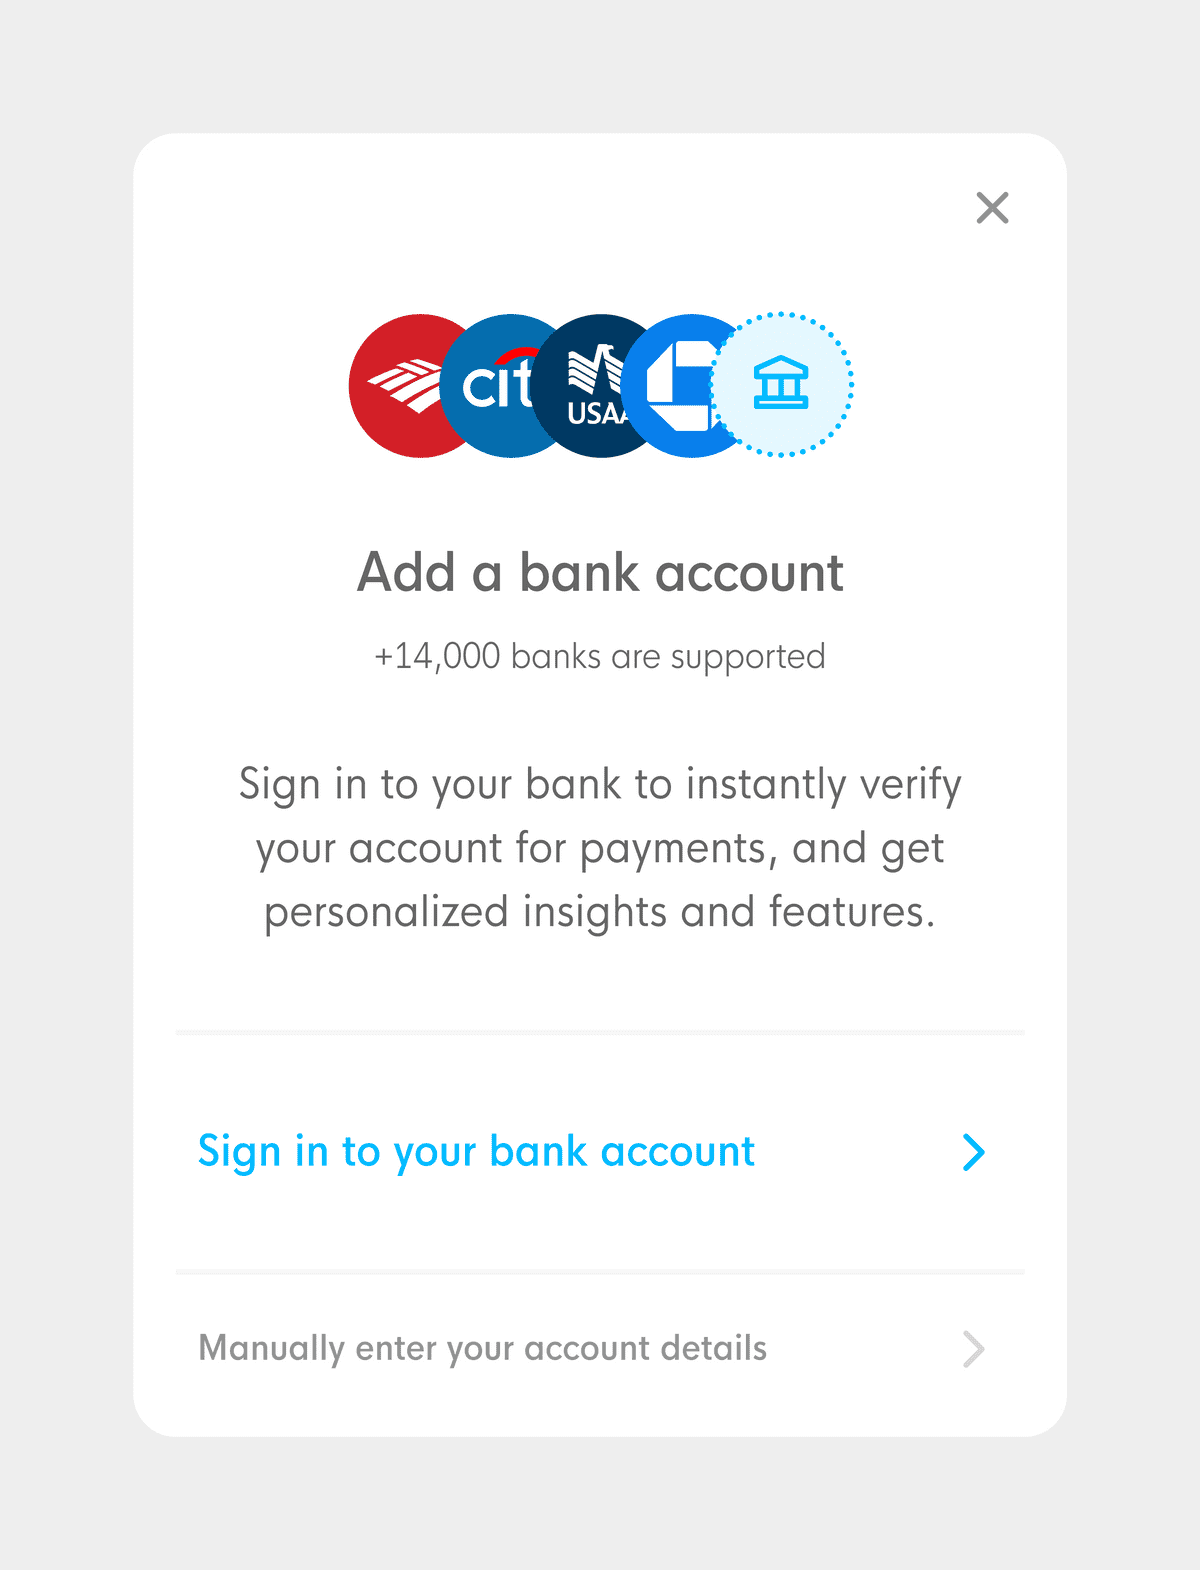 citi
USAA
Add a bank account
+14,000 banks are supported
Sign in to your bank to instantly verify
your account for payments, and get
personalized insights and features.
Sign in to your bank account
Manually enter your account details